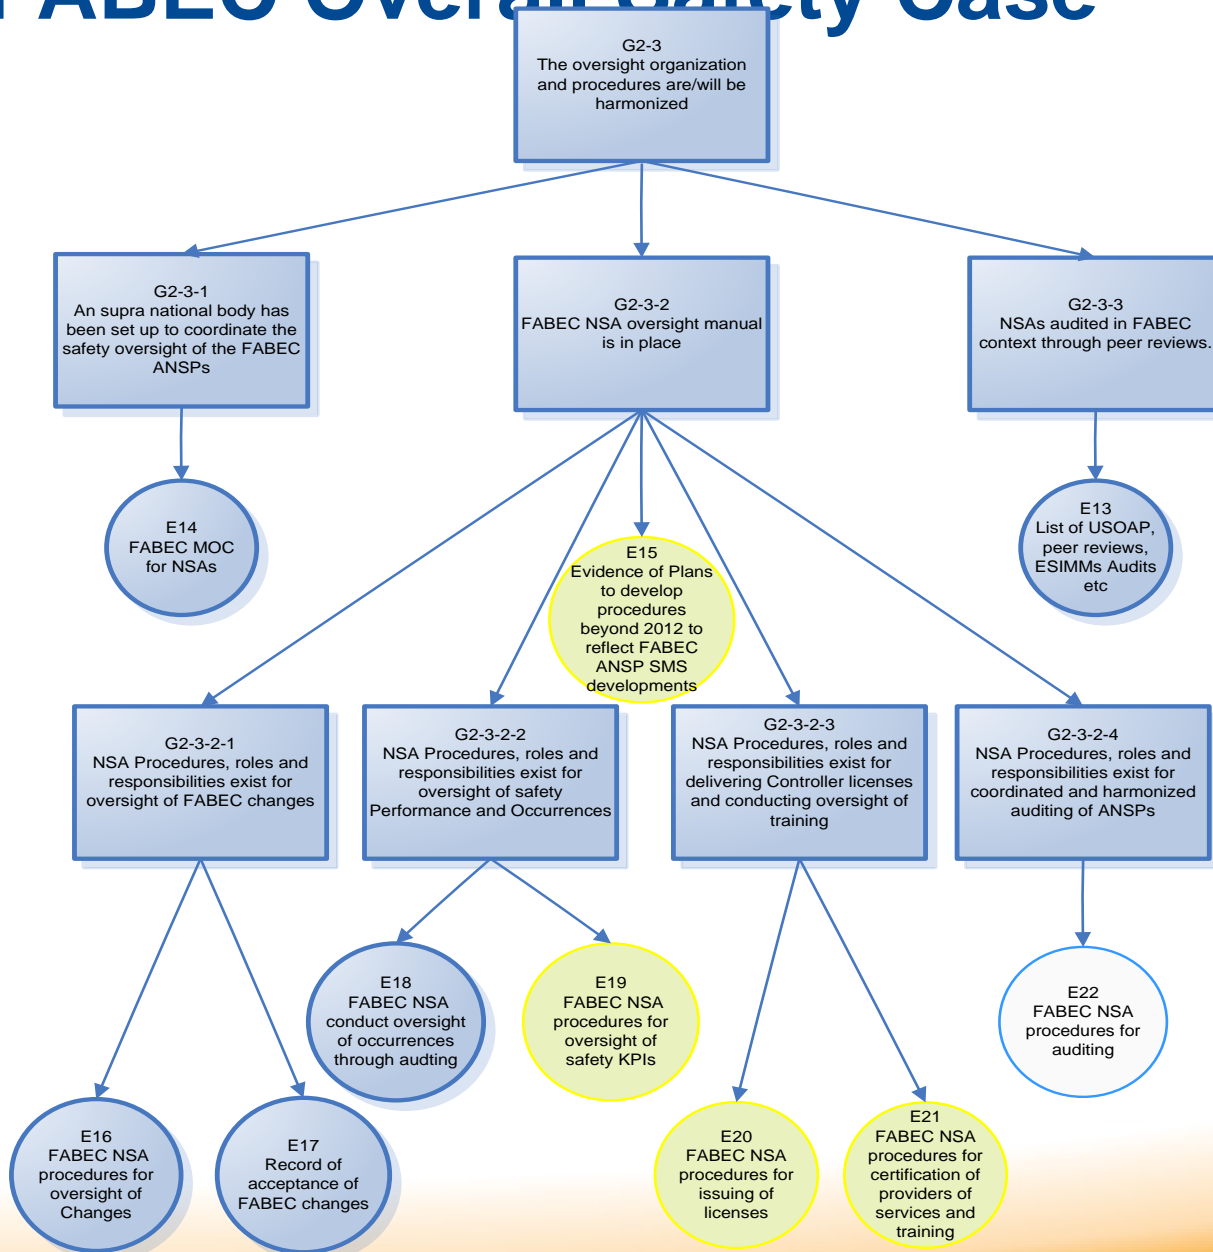 FABEC Overall Safety Case
G2-3
The oversight organization
and procedures are/will be
harmonized
G2-3-1
An supra national body has
been set up to coordinate the
safety oversight of the FABEC
ANSPs
G2-3-2
FABEC NSA oversight manual
is in place
G2-3-3
NSAs audited in FABEC
context through peer reviews.
E14
FABEC MOC
for NSAs
E15
Evidence of Plans
to develop
procedures
beyond 2012 to
reflect FABEC
ANSP SMS
developments
E13
List of USOAP,
peer reviews,
ESIMMs Audits
etc
G2-3-2-1
NSA Procedures, roles and
responsibilities exist for
oversight of FABEC changes
G2-3-2-2
NSA Procedures, roles and
responsibilities exist for
oversight of safety
Performance and Occurrences
G2-3-2-3
NSA Procedures, roles and
responsibilities exist for
delivering Controller licenses
and conducting oversight of
training
G2-3-2-4
NSA Procedures, roles and
responsibilities exist for
coordinated and harmonized
auditing of ANSPs
E18
FABEC NSA
conduct oversight
of occurrences
through audting
E19
FABEC NSA
procedures for
oversight of
safety KPIs
E22
FABEC NSA
procedures for
auditing
E16
FABEC NSA
procedures for
oversight of
Changes
E17
Record of
acceptance of
FABEC changes
E20
FABEC NSA
procedures for
issuing of
licenses
E21
FABEC NSA
procedures for
certification of
providers of
services and
training